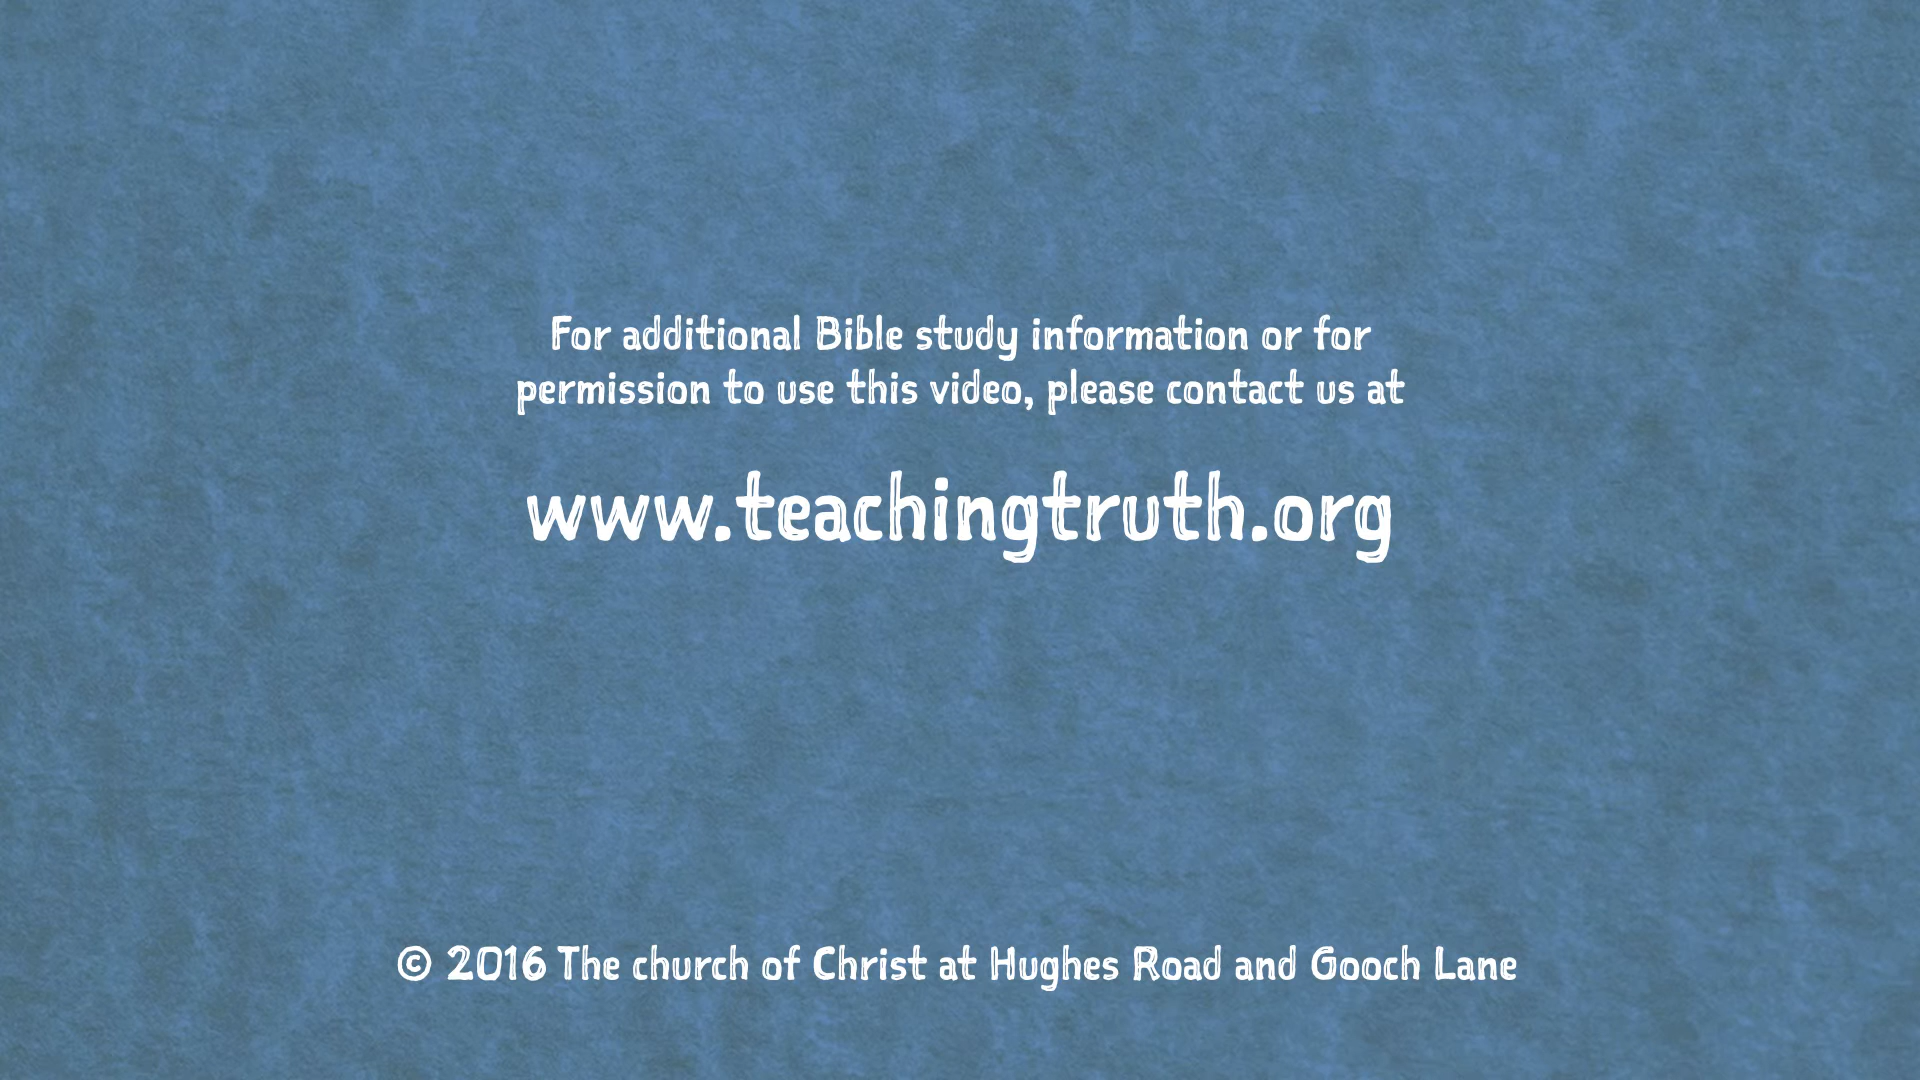 For additional Bible study information or for
permission to use this video, please contact us at
www.teachingtruth.org
© 2016 The church of Christ at Hughes Road and Gooch Lane